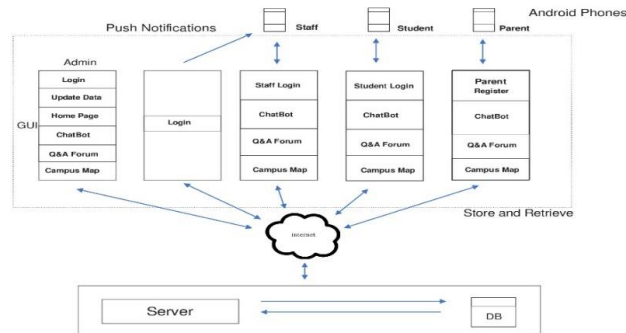 Android Phones
Push Notifications
Staff
Student
Parent
Admin
GUI
Login
Update Data
Home Page
ChatBot
Q&A Forum
Campus Map
Login
Staff Login
ChatBot
Q&A Forum
Campus Map
Student Login
ChatBot
Q&A Forum
Campus Map
Parent
Register
ChatBot
Q&A Forum
Campus Map
Store and Retrieve
Internet
Server
DB